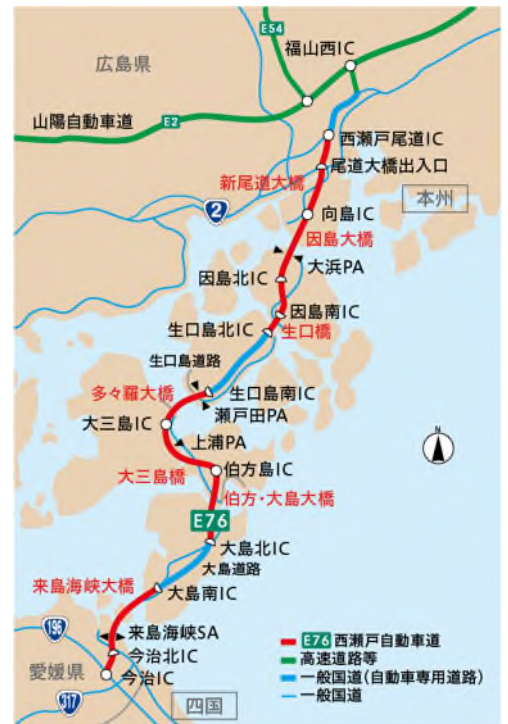 E54
福山西IC
広島県
山陽自動車道 E2
西瀬戸尾道IC
尾道大橋出入口
新尾道大橋
本州
2
向島IC
因島大橋
大浜PA
因島北IC
因島南IC
生口島北IC
生口橋
生口島道路
多々羅大橋
生口島南IC
瀬戸田PA
大三島IC
上浦PA
N
大三島橋
伯方島IC
伯方・大島大橋
E76
大島北IC
大島道路
来島海峡大橋
大島南IC
196
来島海峡SA
今治北IC
愛媛県
今治IC
317
四国
E76 西瀬戸自動車道
高速道路等
一般国道(自動車専用道路)
一般国道